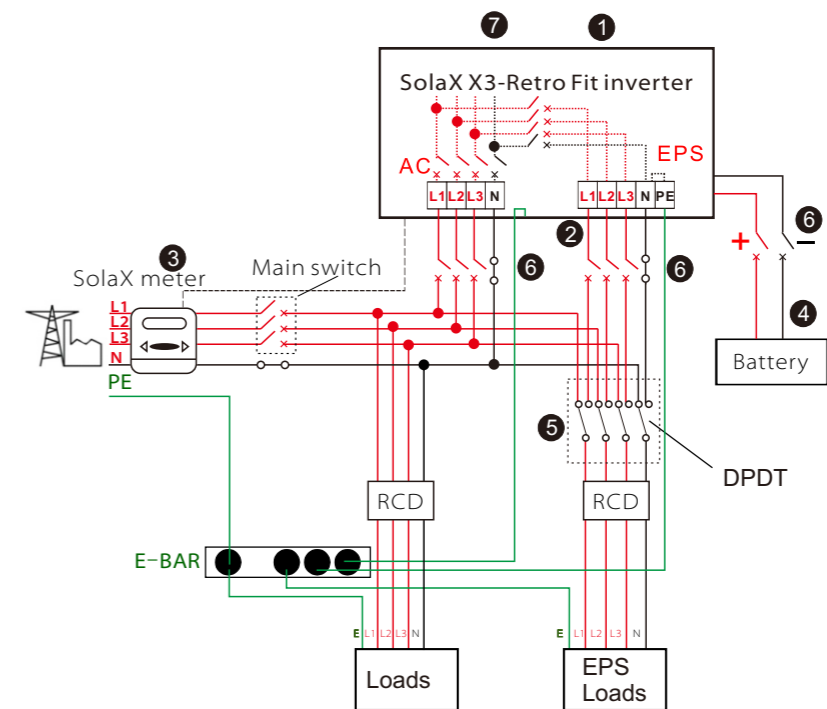 7 1
SolaX X3-Retro Fit inverter
AC EPS
L1 L2 L3 N L1 L2 L3 N PE
2
3
SolaX meter
Main switch
6 6
+ − 6
L1
L2
L3
N
PE
4
Battery
5
DPDT
RCD RCD
E-BAR
E L1 L2 L3 N E L1 L2 L3 N
Loads
EPS
Loads